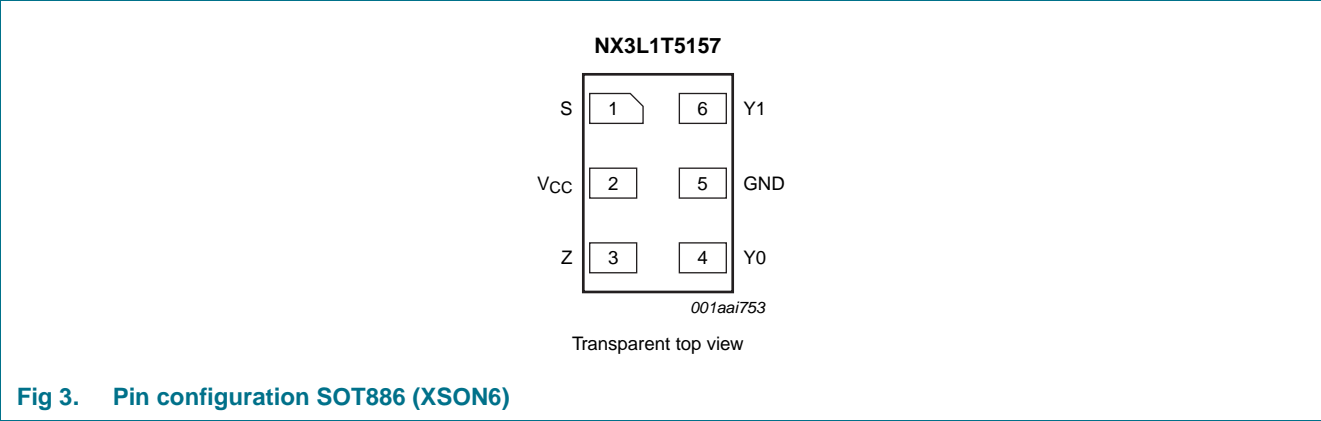 NX3L1T5157
S 1 6 Y1
VCC 2 5 GND
Z 3 4 Y0
001aai753
Transparent top view
Fig 3. Pin configuration SOT886 (XSON6)